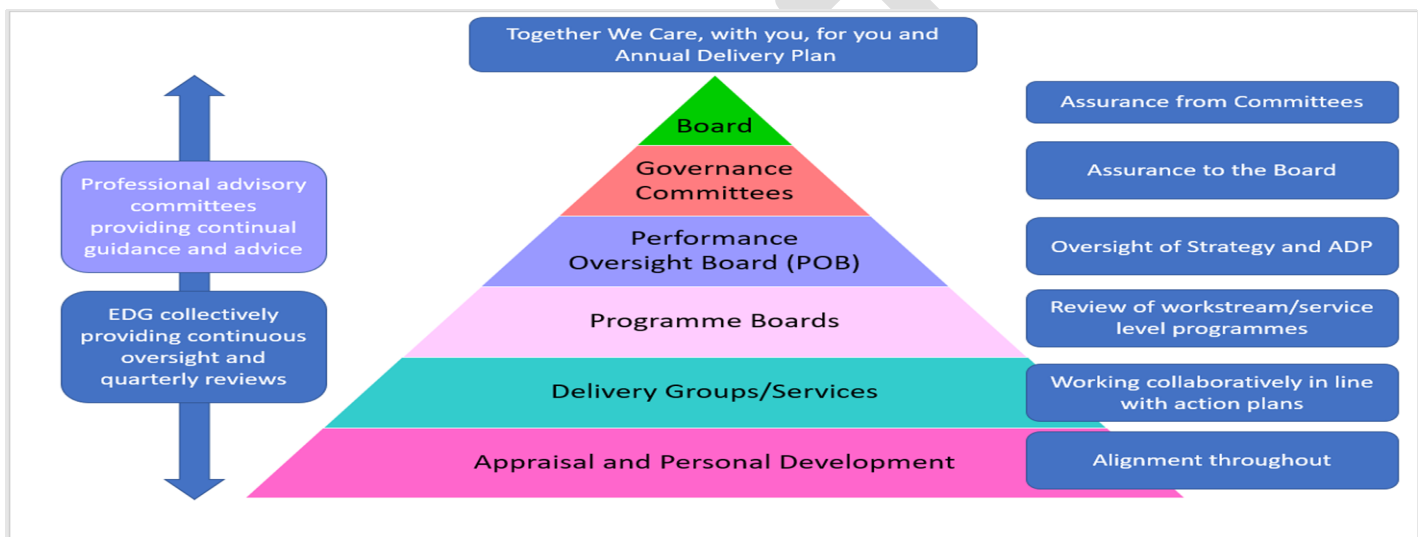 Together We Care, with you, for you and
Annual Delivery Plan
Board
Governance
Committees
Performance
Oversight Board (POB)
Programme Boards
Delivery Groups/Services
Appraisal and Personal Development
Professional advisory
committees
providing continual
guidance and advice
EDG collectively
providing continuous
oversight and
quarterly reviews
Assurance from Committees
Assurance to the Board
Oversight of Strategy and ADP
Review of workstream/service
level programmes
Working collaboratively in line
with action plans
Alignment throughout